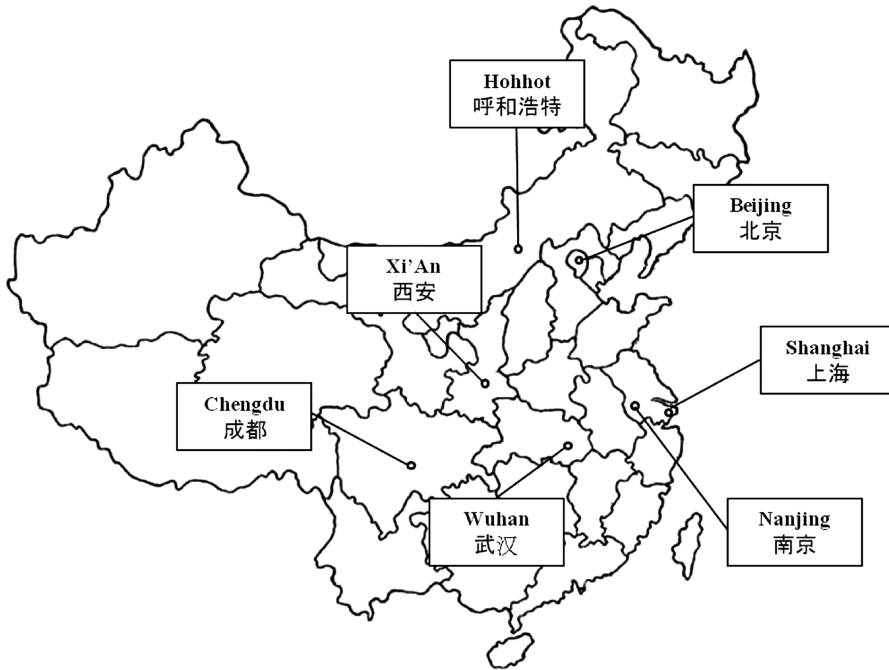 Hohhot
呼和浩特
Beijing
北京
Xi’An
西安
Shanghai
上海
Chengdu
成都
Wuhan
武汉
Nanjing
南京